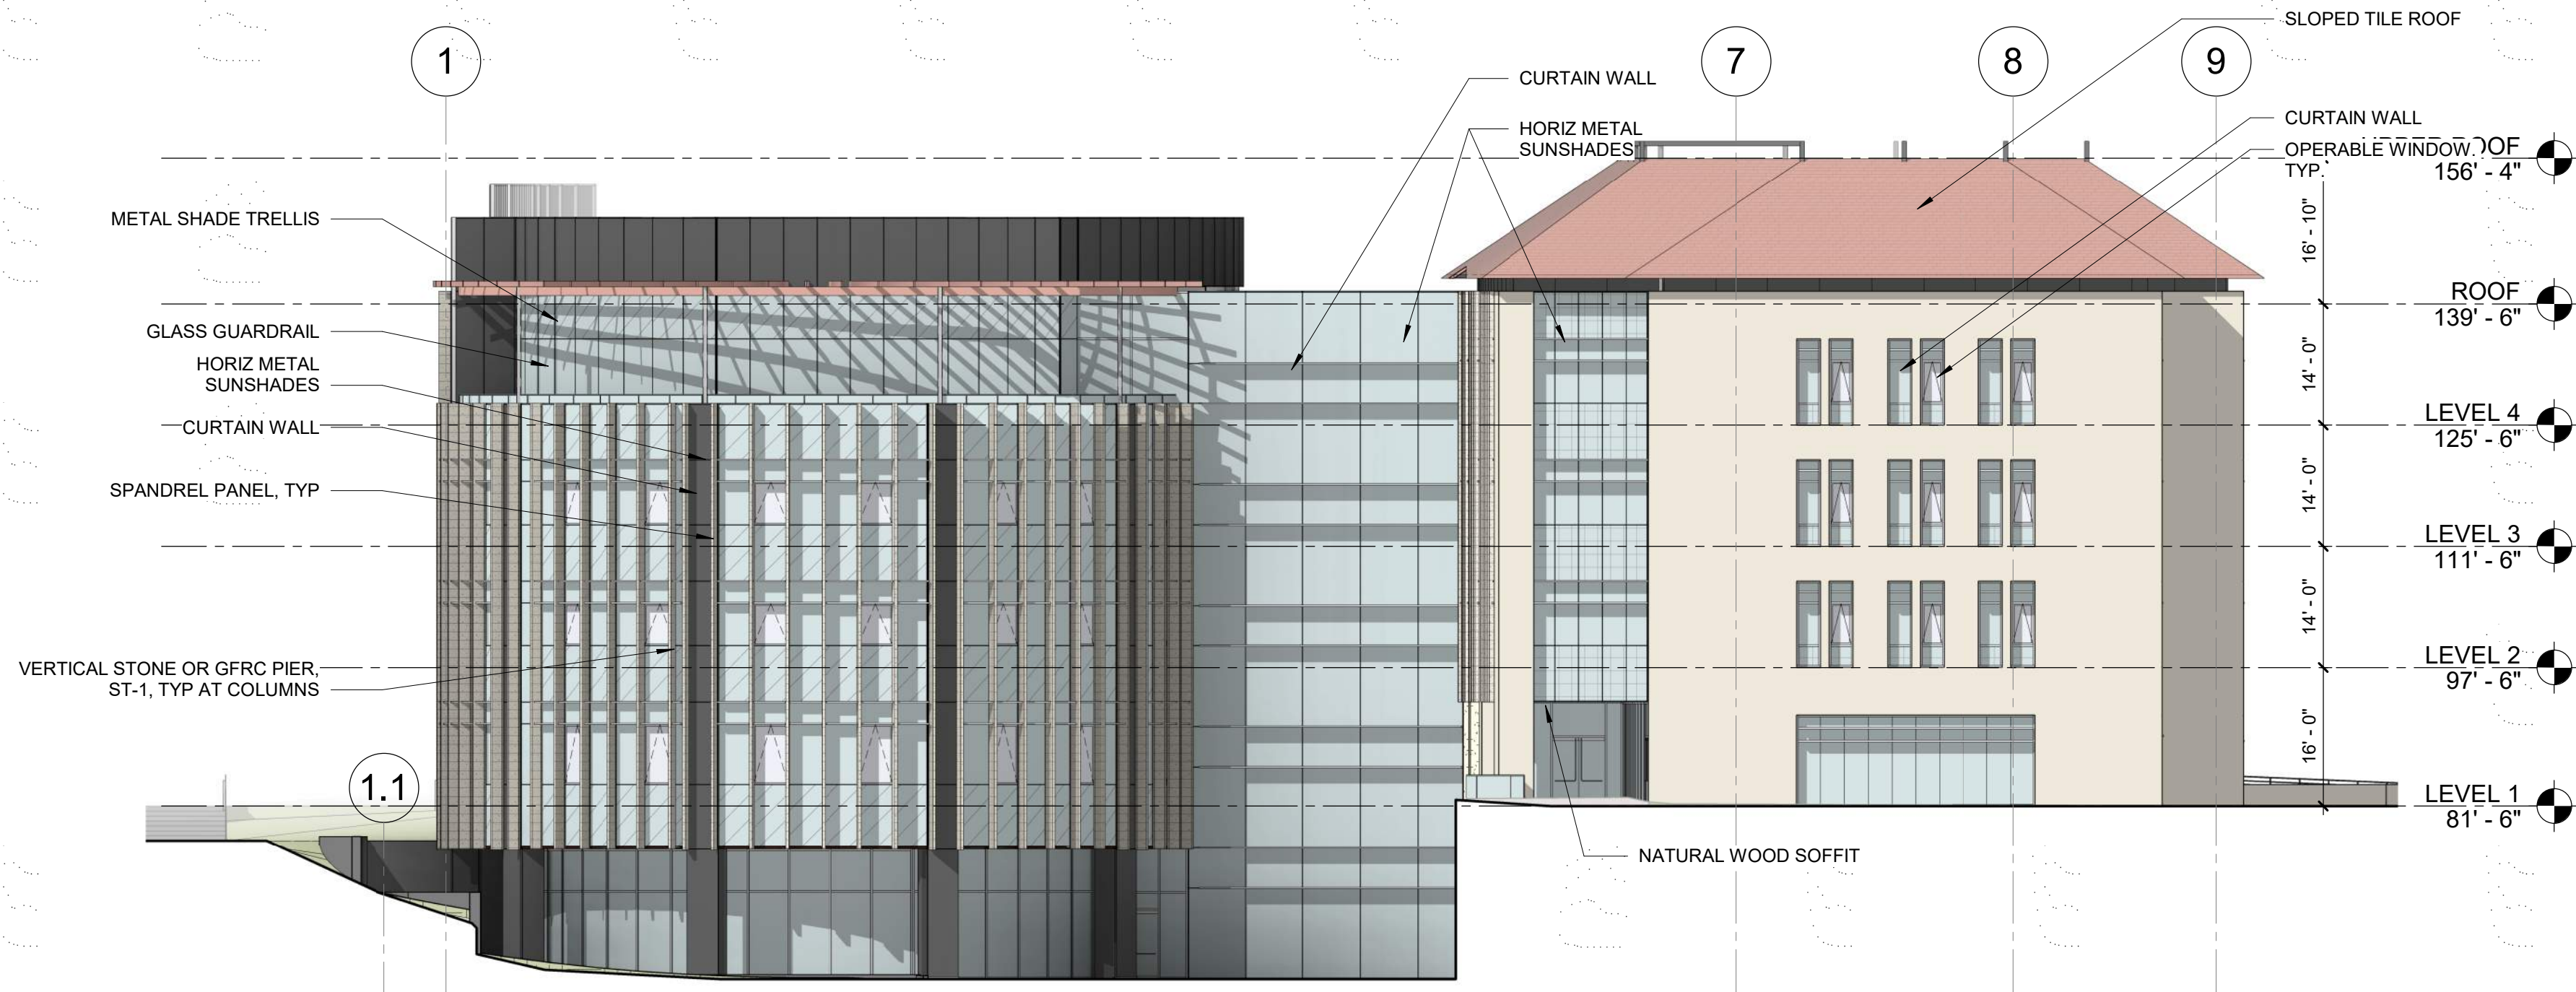 SLOPED TILE ROOF
1
7
8
9
CURTAIN WALL
HORIZ METAL
SUNSHADES
CURTAIN WALL
OPERABLE WINDOW,
TYP.
ROOF
156' - 4"
METAL SHADE TRELLIS
GLASS GUARDRAIL
HORIZ METAL
SUNSHADES
CURTAIN WALL
SPANDREL PANEL, TYP
VERTICAL STONE OR GFRC PIER,
ST-1, TYP AT COLUMNS
1.1
16' - 10"
ROOF
139' - 6"
14' - 0"
LEVEL 4
125' - 6"
14' - 0"
LEVEL 3
111' - 6"
14' - 0"
LEVEL 2
97' - 6"
16' - 0"
LEVEL 1
81' - 6"
NATURAL WOOD SOFFIT